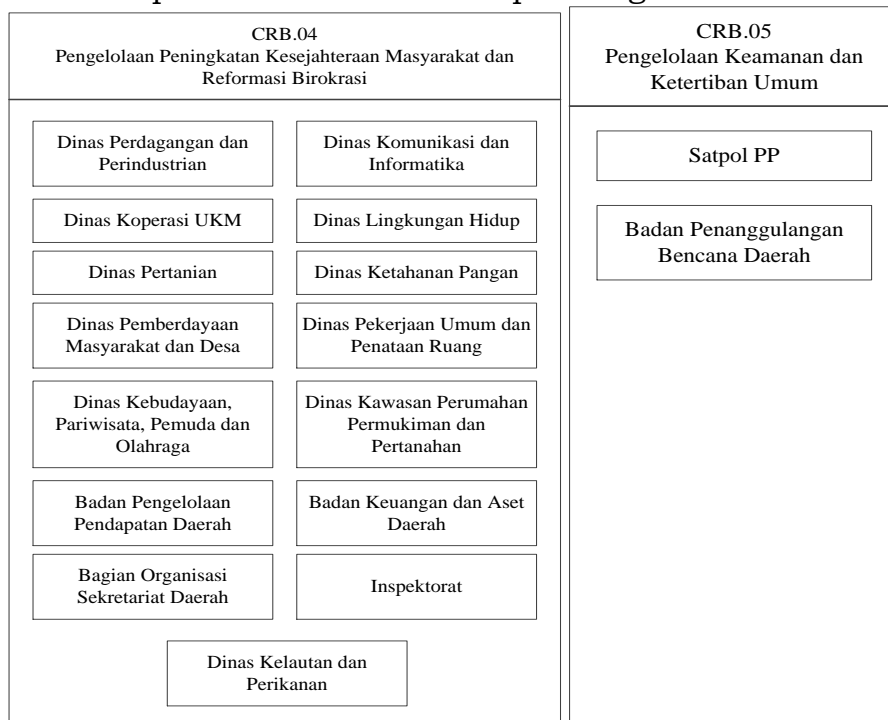 CRB.04
Pengelolaan Peningkatan Kesejahteraan Masyarakat dan
Reformasi Birokrasi
Dinas Perdagangan dan
Perindustrian
Dinas Komunikasi dan
Informatika
Dinas Koperasi UKM
Dinas Lingkungan Hidup
Dinas Pertanian
Dinas Ketahanan Pangan
Dinas Pemberdayaan
Masyarakat dan Desa
Dinas Pekerjaan Umum dan
Penataan Ruang
Dinas Kebudayaan,
Pariwisata, Pemuda dan
Olahraga
Dinas Kawasan Perumahan
Permukiman dan
Pertanahan
Badan Pengelolaan
Pendapatan Daerah
Badan Keuangan dan Aset
Daerah
Bagian Organisasi
Sekretariat Daerah
Inspektorat
Dinas Kelautan dan
Perikanan
CRB.05
Pengelolaan Keamanan dan
Ketertiban Umum
Satpol PP
Badan Penanggulangan
Bencana Daerah